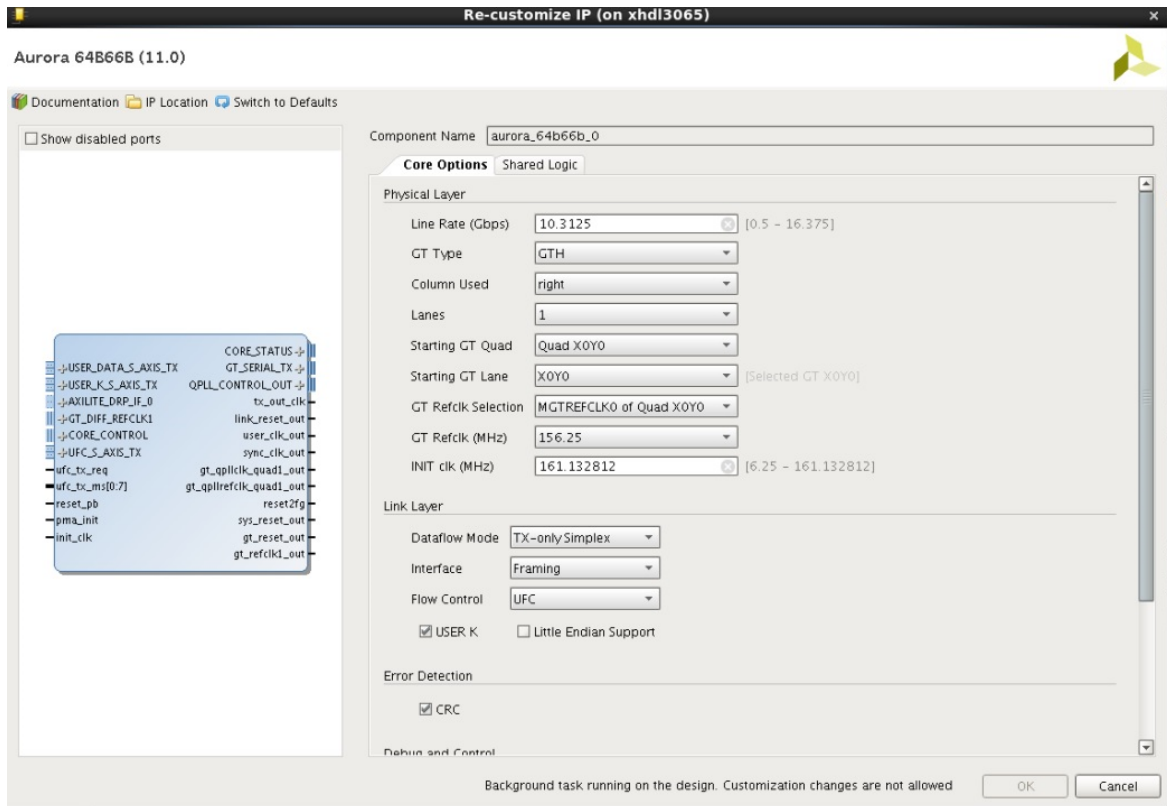 Re-customize IP (on xhdl3065)
Aurora 64B66B (11.0)
Documentation IP Location Switch to Defaults
Show disabled ports
CORE_STATUS
USER_DATA_S_AXIS_TX GT_SERIAL_TX
USER_K_S_AXIS_TX QPLL_CONTROL_OUT
AXILITE_DRP_IF_0 tx_out_clk
GT_DIFF_REFCLK1 link_reset_out
CORE_CONTROL user_clk_out
UFC_S_AXIS_TX sync_clk_out
ufc_tx_req gt_qpllclk_quad1_out
ufc_tx_ms[0:7] gt_qpllrefclk_quad1_out
reset_pb reset2fg
pma_init sys_reset_out
init_clk gt_reset_out
gt_refclk1_out
Component Name aurora_64b66b_0
Core Options Shared Logic
Physical Layer
Line Rate (Gbps) 10.3125 [0.5 - 16.375]
GT Type GTH
Column Used right
Lanes 1
Starting GT Quad Quad X0Y0
Starting GT Lane X0Y0 [Selected GT X0Y0]
GT Refclk Selection MGTREFCLK0 of Quad X0Y0
GT Refclk (MHz) 156.25
INIT clk (MHz) 161.132812 [6.25 - 161.132812]
Link Layer
Dataflow Mode TX-only Simplex
Interface Framing
Flow Control UFC
USER K Little Endian Support
Error Detection
CRC
Debug and Control
Background task running on the design. Customization changes are not allowed OK Cancel